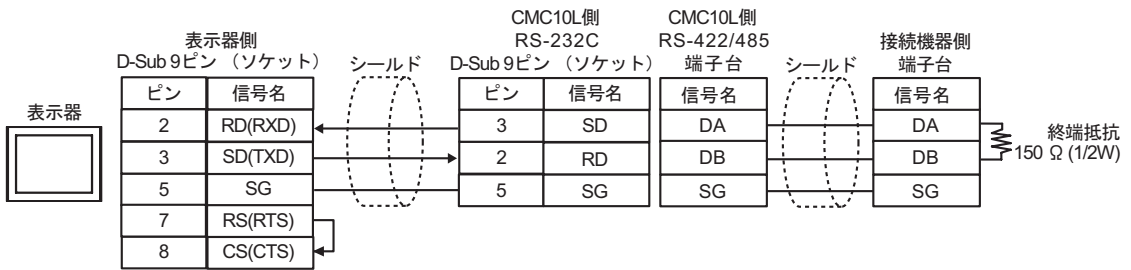 表示器
表示器側
D-Sub 9ピン （ソケット）
ピン 信号名
2 RD(RXD)
3 SD(TXD)
5 SG
7 RS(RTS)
8 CS(CTS)
シールド
CMC10L側
RS-232C
D-Sub 9ピン （ソケット）
ピン 信号名
3 SD
2 RD
5 SG
CMC10L側
RS-422/485
端子台
信号名
DA
DB
SG
シールド
接続機器側
端子台
信号名
DA
DB
SG
終端抵抗
150 Ω (1/2W)